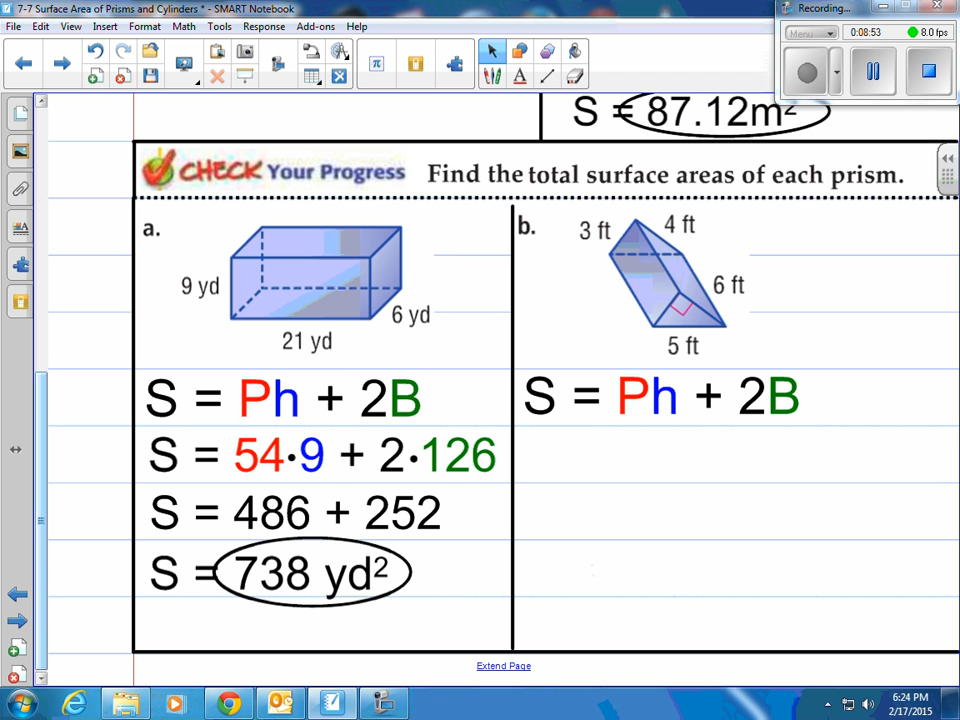 7-7 Surface Area of Prisms and Cylinders * - SMART Notebook
Recording...
File Edit View Insert Format Math Tools Response Add-ons Help
Menu 0:08:53 8.0 fps
S = 87.12m²
CHECK Your Progress Find the total surface areas of each prism.
a.
9 yd
6 yd
21 yd
S = Ph + 2B
S = 54·9 + 2·126
S = 486 + 252
S = 738 yd²
b.
3 ft 4 ft
6 ft
5 ft
S = Ph + 2B
Extend Page
6:24 PM
2/17/2015